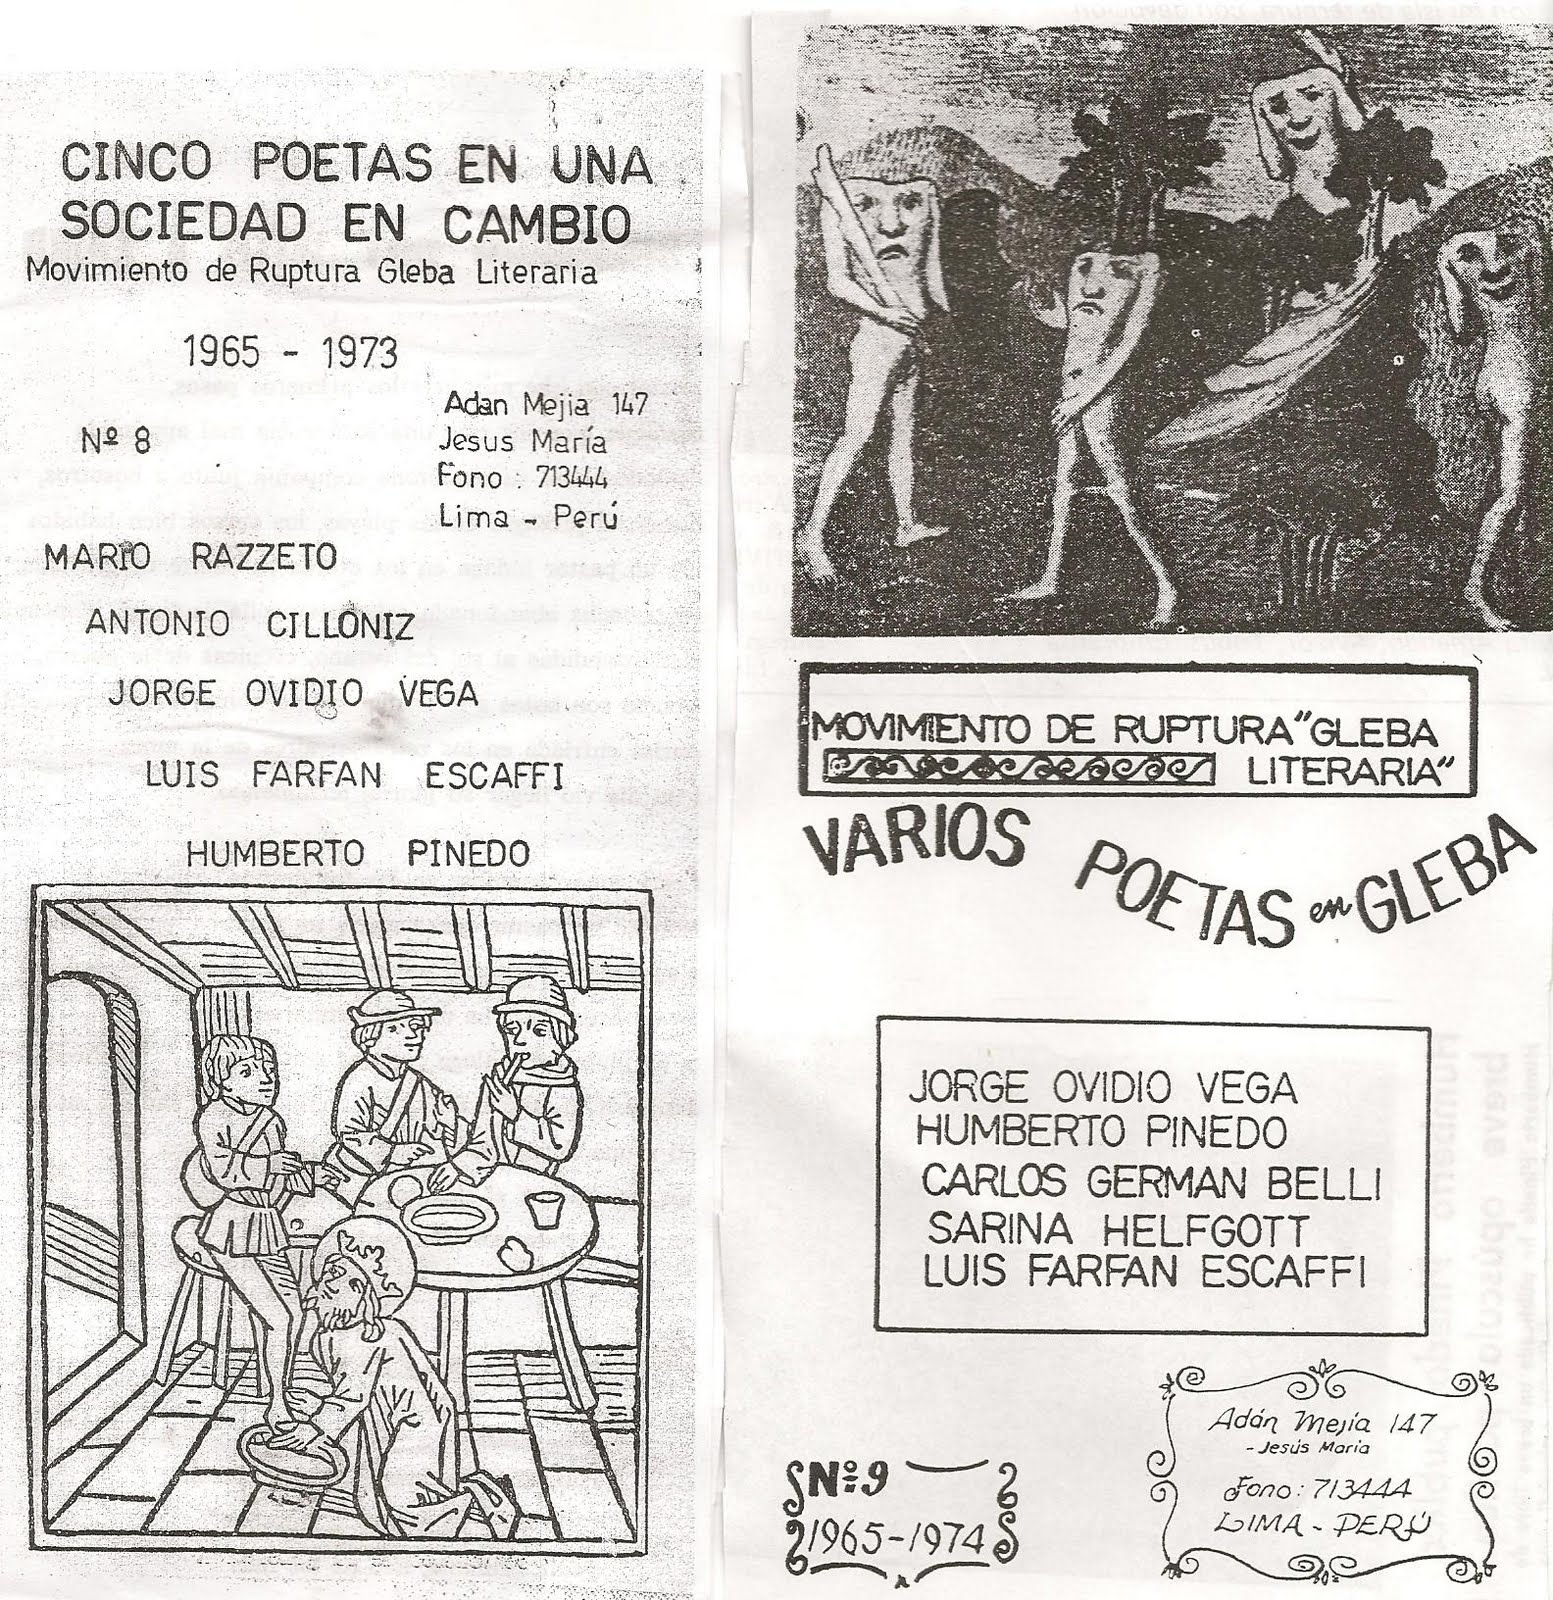 CINCO POETAS EN UNA
SOCIEDAD EN CAMBIO
Movimiento de Ruptura Gleba Literaria
1965 - 1973
Nº 8
Adan Mejia 147
Jesus María
Fono : 713444
Lima - Perú
MARIO RAZZETO
ANTONIO CILLONIZ
JORGE OVIDIO VEGA
LUIS FARFAN ESCAFFI
HUMBERTO PINEDO
MOVIMIENTO DE RUPTURA "GLEBA
LITERARIA"
VARIOS POETAS en GLEBA
JORGE OVIDIO VEGA
HUMBERTO PINEDO
CARLOS GERMAN BELLI
SARINA HELFGOTT
LUIS FARFAN ESCAFFI
Nº 9
1965-1974
Adán Mejía 147
- Jesús Maria
Fono : 713444
LIMA - PERÚ